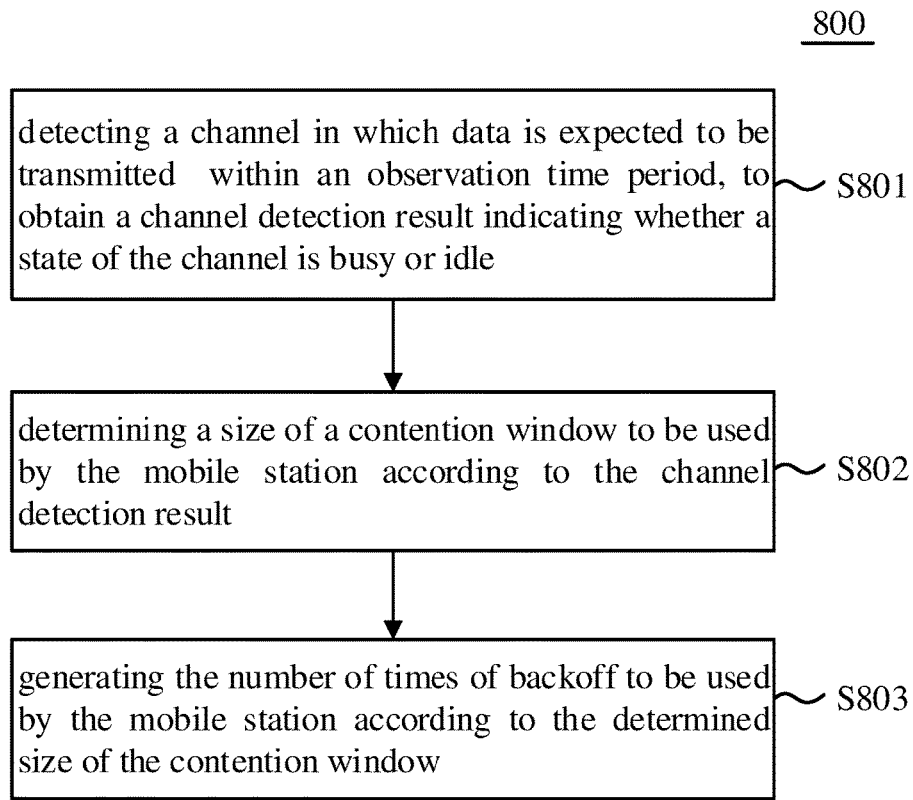 800
detecting a channel in which data is expected to be
transmitted within an observation time period, to
obtain a channel detection result indicating whether a
state of the channel is busy or idle
S801
determining a size of a contention window to be used
by the mobile station according to the channel
detection result
S802
generating the number of times of backoff to be used
by the mobile station according to the determined
size of the contention window
S803